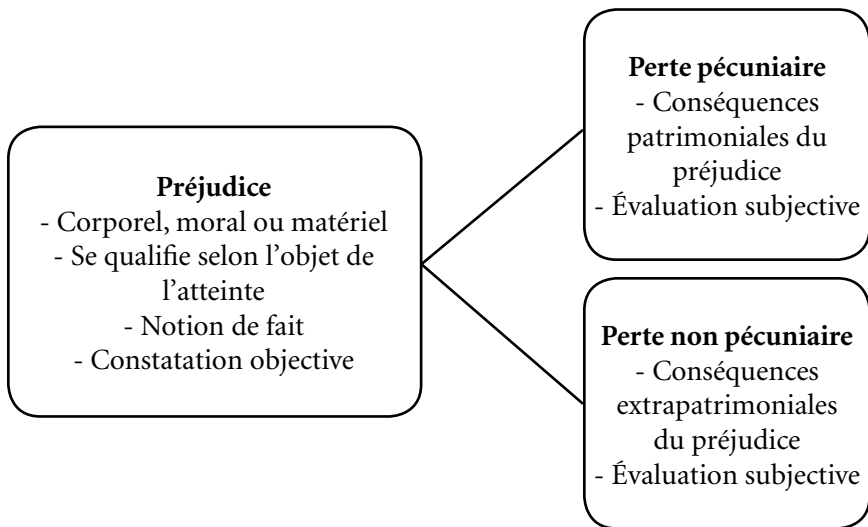 Préjudice
- Corporel, moral ou matériel
- Se qualifie selon l’objet de
l’atteinte
- Notion de fait
- Constatation objective
Perte pécuniaire
- Conséquences
patrimoniales du
préjudice
- Évaluation subjective
Perte non pécuniaire
- Conséquences
extrapatrimoniales
du préjudice
- Évaluation subjective